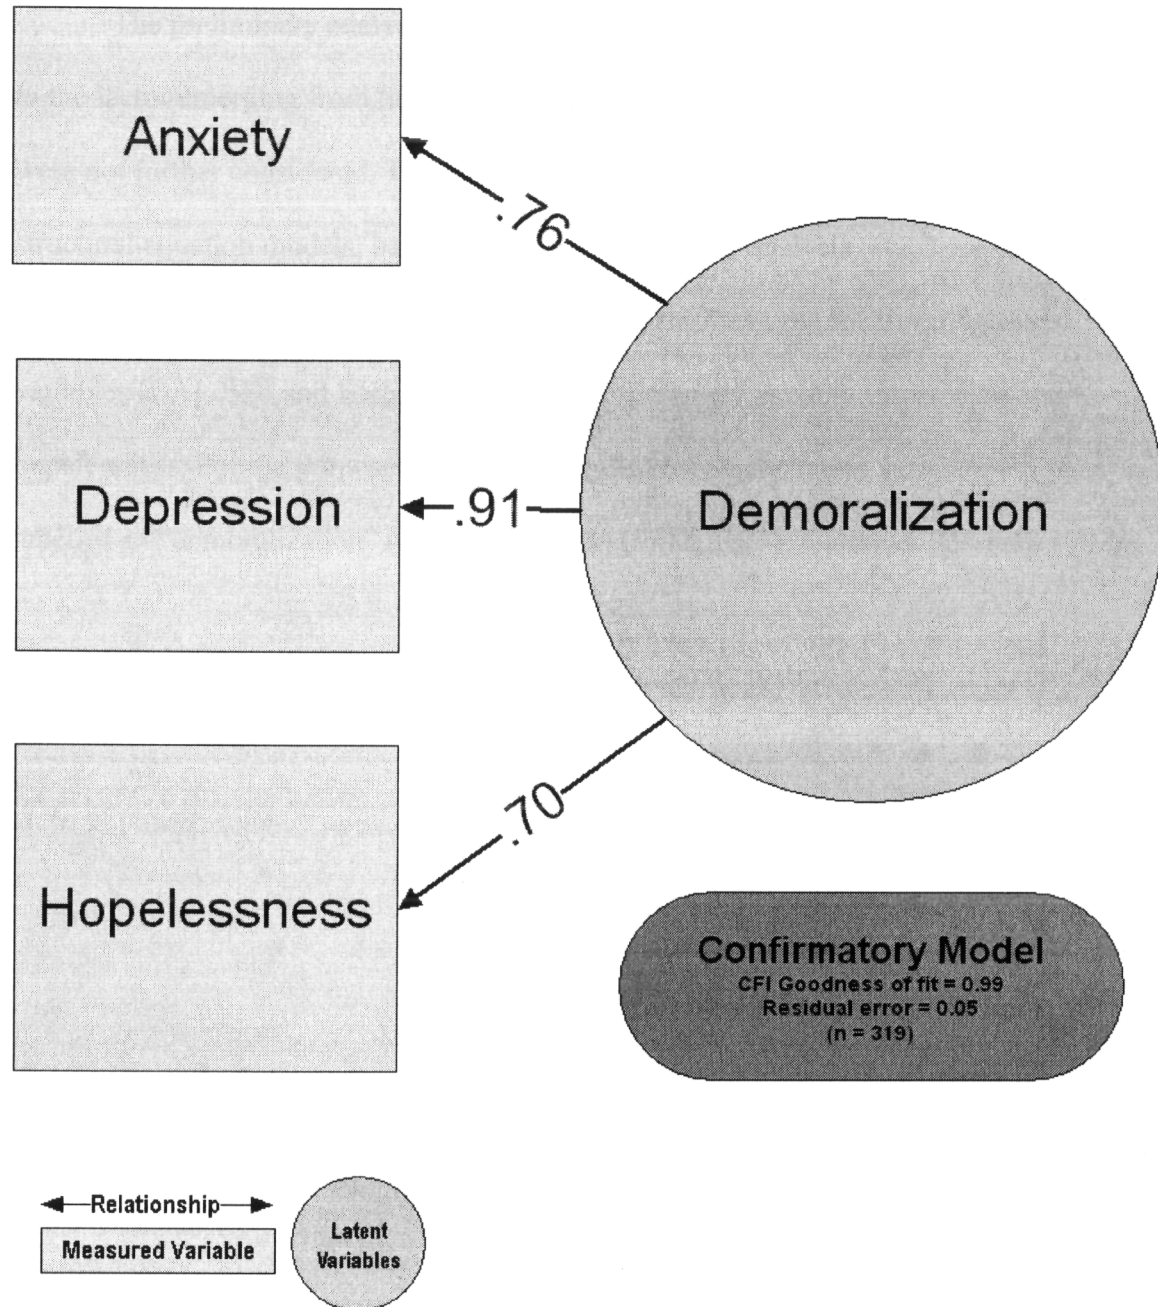 Anxiety
.76
Depression
.91
Demoralization
Hopelessness
.70
Confirmatory Model
CFI Goodness of fit = 0.99
Residual error = 0.05
(n = 319)
Relationship
Measured Variable
Latent
Variables